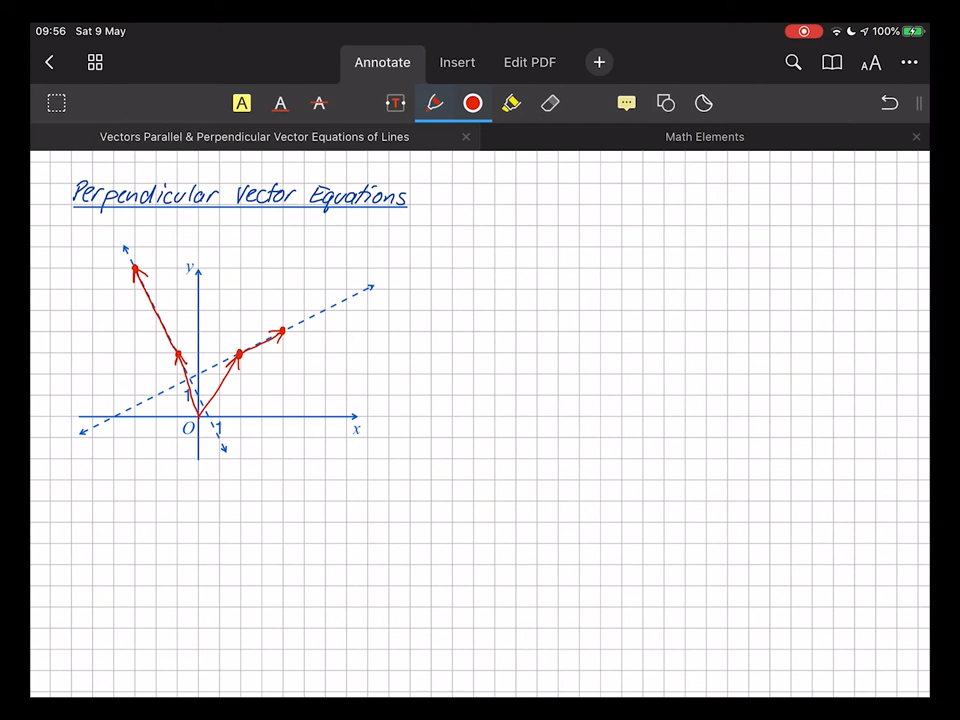 09:56 Sat 9 May 100%
Annotate Insert Edit PDF
A A A T AA
Vectors Parallel & Perpendicular Vector Equations of Lines Math Elements
Perpendicular Vector Equations
y
1
O 1 x